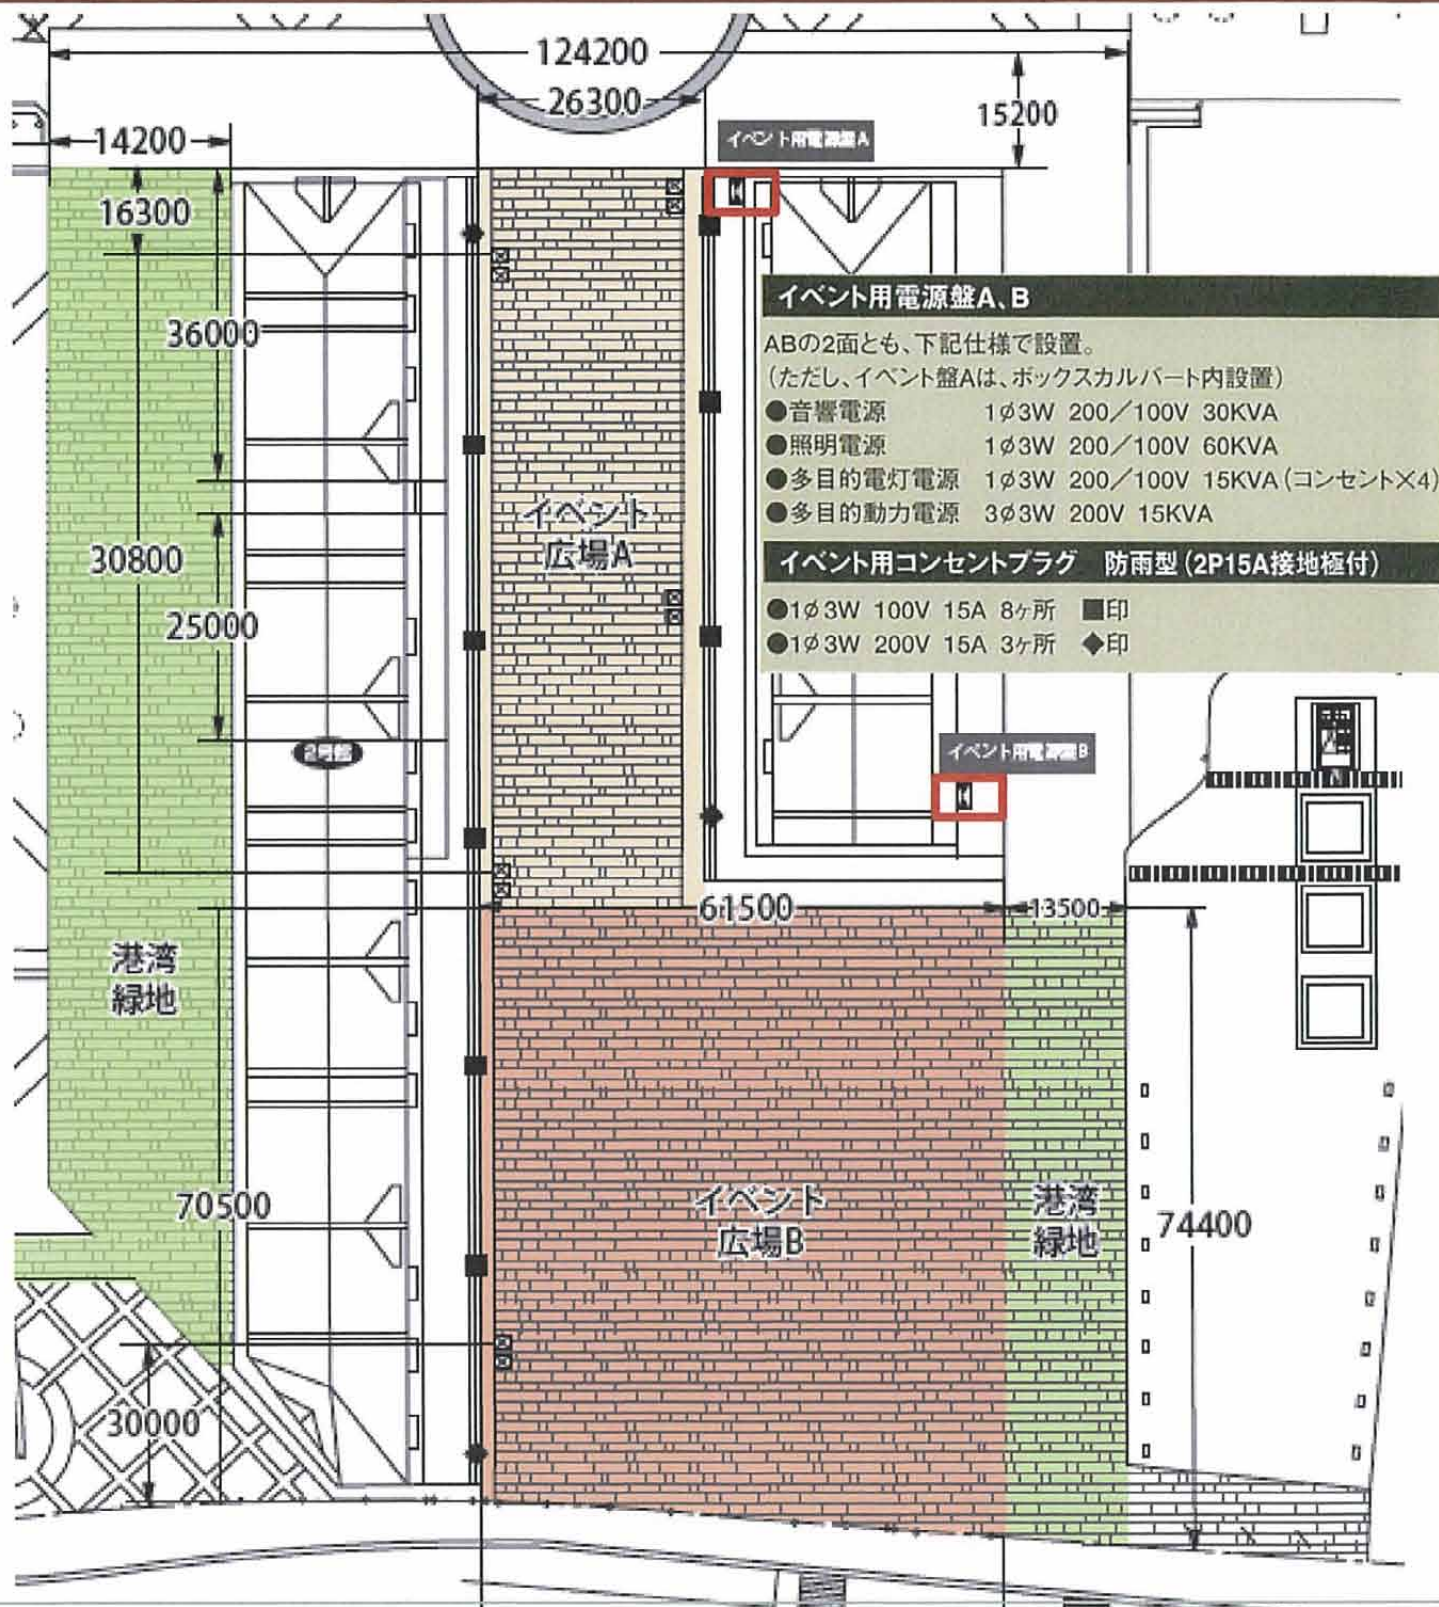 124200
26300
15200
14200
イベント用電源盤A
16300
36000
イベント用電源盤A、B
ABの2面とも、下記仕様で設置。
(ただし、イベント盤Aは、ボックスカルバート内設置)
●音響電源 1φ3W 200/100V 30KVA
●照明電源 1φ3W 200/100V 60KVA
●多目的電灯電源 1φ3W 200/100V 15KVA(コンセント×4)
●多目的動力電源 3φ3W 200V 15KVA
イベント用コンセントプラグ 防雨型(2P15A接地極付)
●1φ3W 100V 15A 8ヶ所 ■印
●1φ3W 200V 15A 3ヶ所 ◆印
イベント
広場A
30800
25000
2号館
イベント用電源盤B
61500
13500
港湾
緑地
70500
イベント
広場B
港湾
緑地
74400
30000